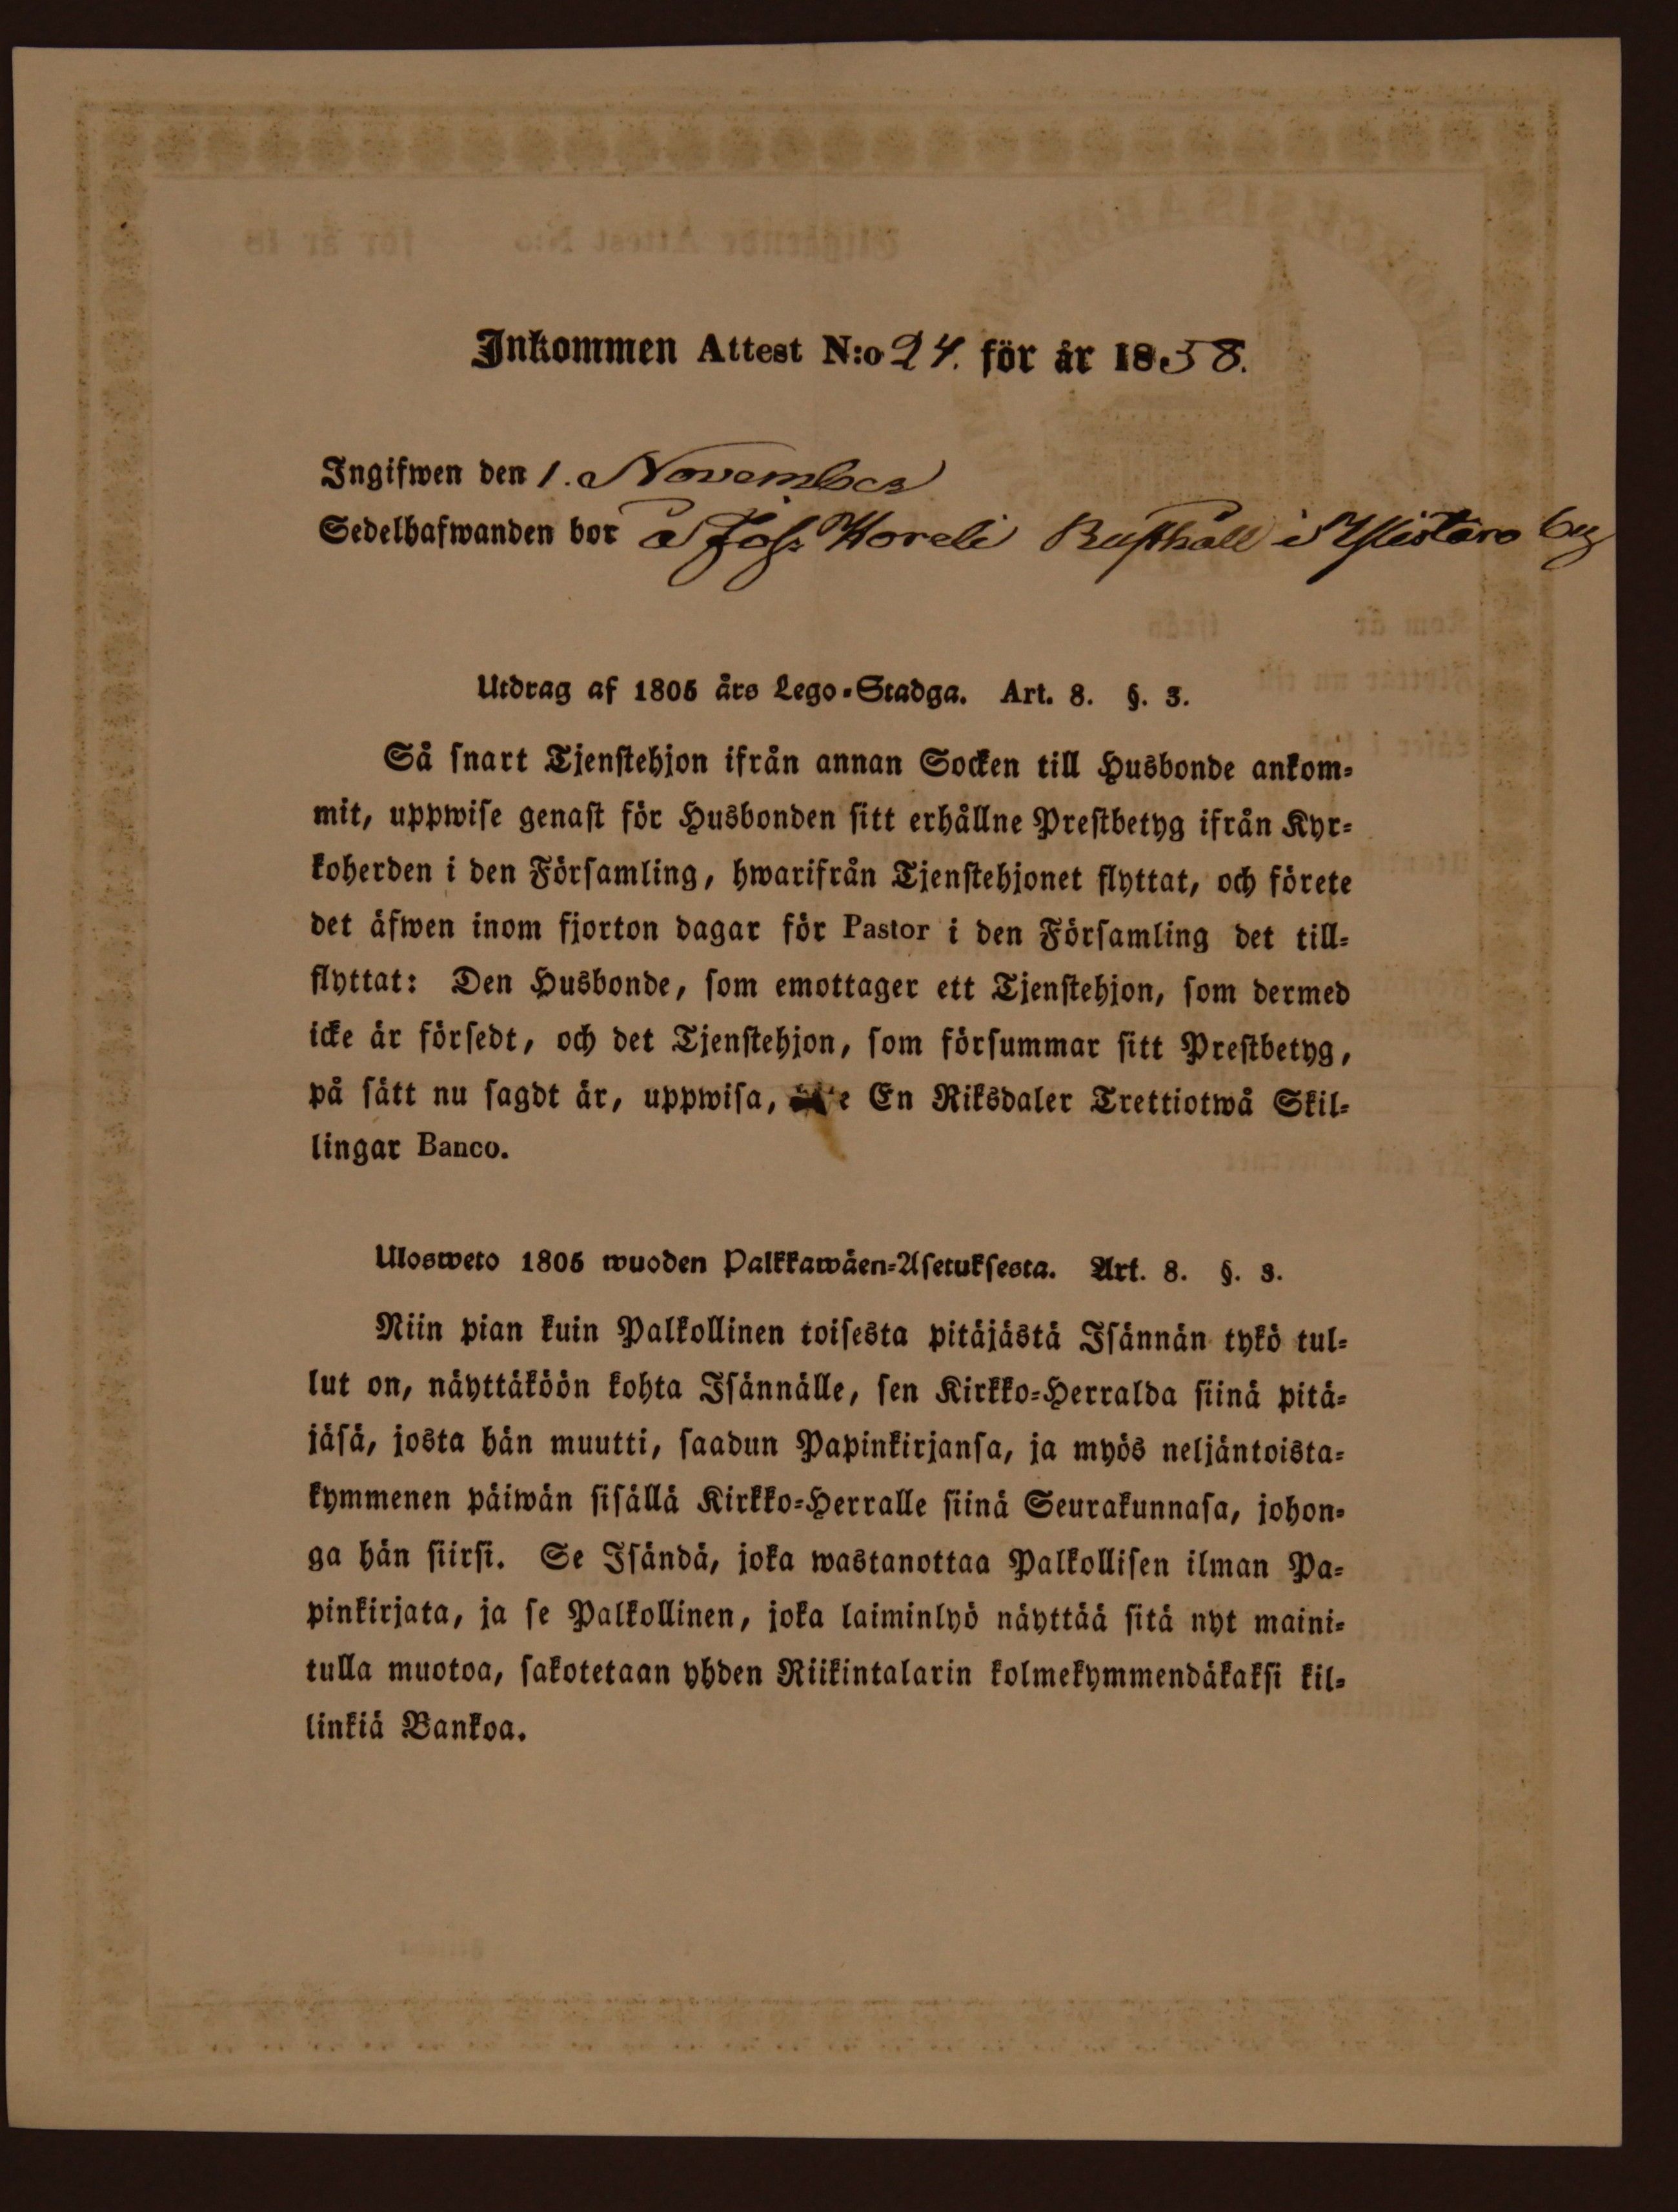 Inkommen Attest N:o 24. för år 1858.
Ingifwen den 1. November
Sedelhafwanden bor å Joh. Rusthåll i by
Utdrag af 1805 års Lego-Stadga. Art. 8. §. 3.
Så snart Tjenstehjon ifrån annan Socken till Husbonde ankom-
mit, uppwise genast för Husbonden sitt erhållne Prestbetyg ifrån Kyr-
koherden i den Församling, hwarifrån Tjenstehjonet flyttat, och förete
det äfwen inom fjorton dagar för Pastor i den Församling det till-
flyttat: Den Husbonde, som emottager ett Tjenstehjon, som dermed
icke är försedt, och det Tjenstehjon, som försummar sitt Prestbetyg,
på sätt nu sagdt är, uppwisa, En Riksdaler Trettiotwå Skil-
lingar Banco.
Ulosweto 1805 wuoden Palkkawäen-Asetuksesta. Art. 8. §. 3.
Niin pian kuin Palkollinen toisesta pitäjästä Isännän tykö tul-
lut on, näyttäköön kohta Isännälle, sen Kirkko-Herralda siinä pitä-
jäsä, josta hän muutti, saadun Papinkirjansa, ja myös neljäntoista-
kymmenen päiwän sisällä Kirkko-Herralle siinä Seurakunnasa, johon-
ga hän siirsi. Se Isändä, joka wastanottaa Palkollisen ilman Pa-
pinkirjata, ja se Palkollinen, joka laiminlyö näyttää sitä nyt maini-
tulla muotoa, sakotetaan yhden Riikintalarin kolmekymmendäkaksi kil-
linkiä Bankoa.